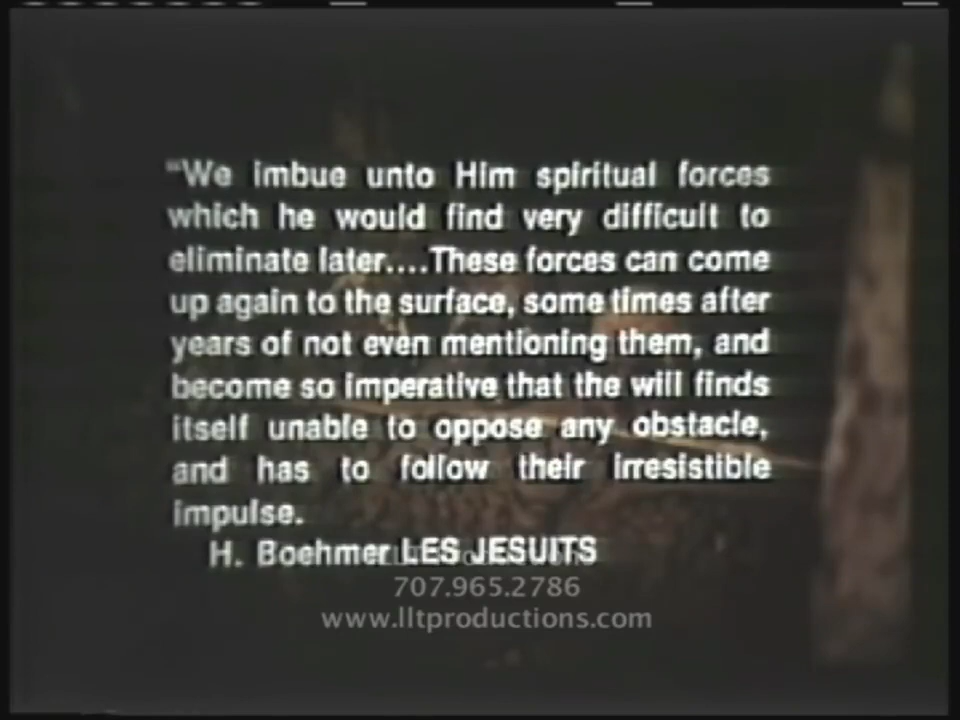 “We imbue unto Him spiritual forces
which he would find very difficult to
eliminate later....These forces can come
up again to the surface, some times after
years of not even mentioning them, and
become so imperative that the will finds
itself unable to oppose any obstacle,
and has to follow their irresistible
impulse.
H. Boehmer LES JESUITS
707.965.2786
www.lltproductions.com